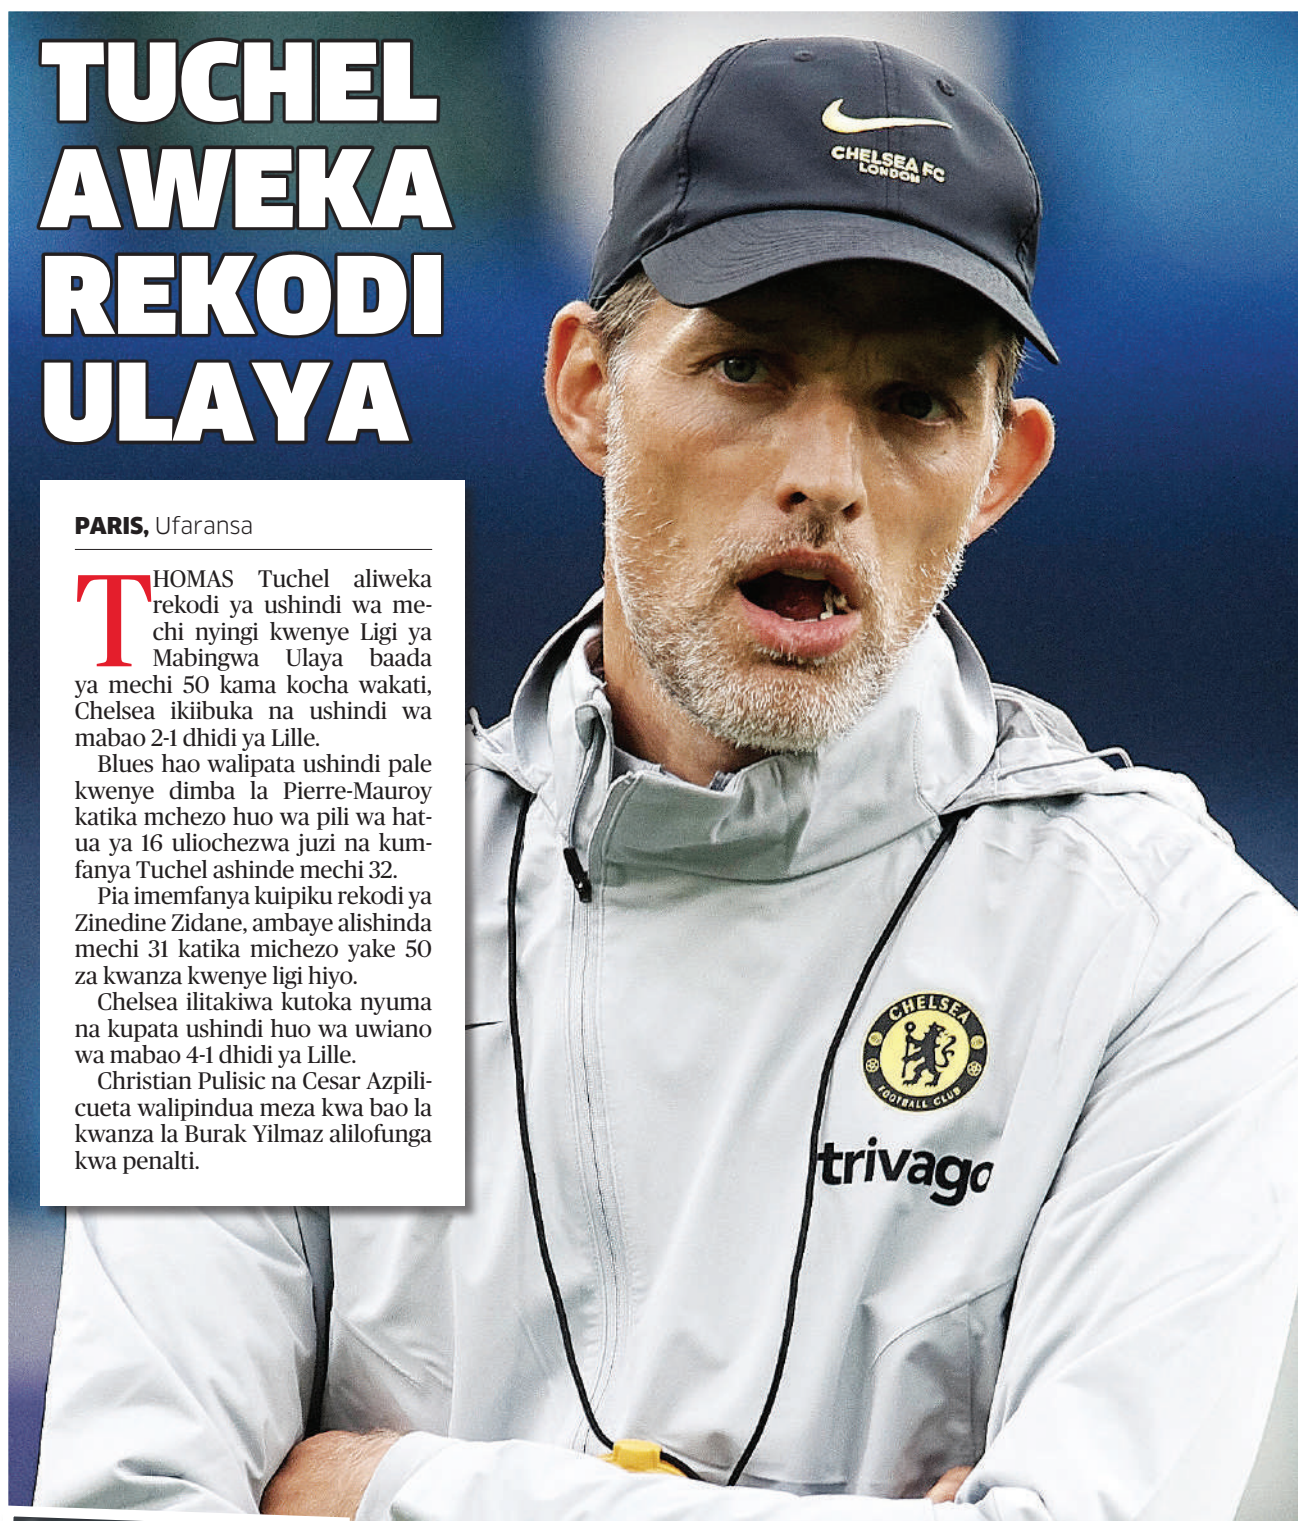 TUCHEL
AWEKA
REKODI
ULAYA
PARIS, Ufaransa
THOMAS Tuchel aliweka
rekodi ya ushindi wa me-
chi nyingi kwenye Ligi ya
Mabingwa Ulaya baada
ya mechi 50 kama kocha wakati,
Chelsea ikiibuka na ushindi wa
mabao 2-1 dhidi ya Lille.
Blues hao walipata ushindi pale
kwenye dimba la Pierre-Mauroy
katika mchezo huo wa pili wa hat-
ua ya 16 uliochezwa juzi na kum-
fanya Tuchel ashinde mechi 32.
Pia imemfanya kuipiku rekodi ya
Zinedine Zidane, ambaye alishinda
mechi 31 katika michezo yake 50
za kwanza kwenye ligi hiyo.
Chelsea ilitakiwa kutoka nyuma
na kupata ushindi huo wa uwiano
wa mabao 4-1 dhidi ya Lille.
Christian Pulisic na Cesar Azpili-
cueta walipindua meza kwa bao la
kwanza la Burak Yilmaz alilofunga
kwa penalti.
CHELSEA FC
LONDON
CHELSEA
FOOTBALL CLUB
trivago